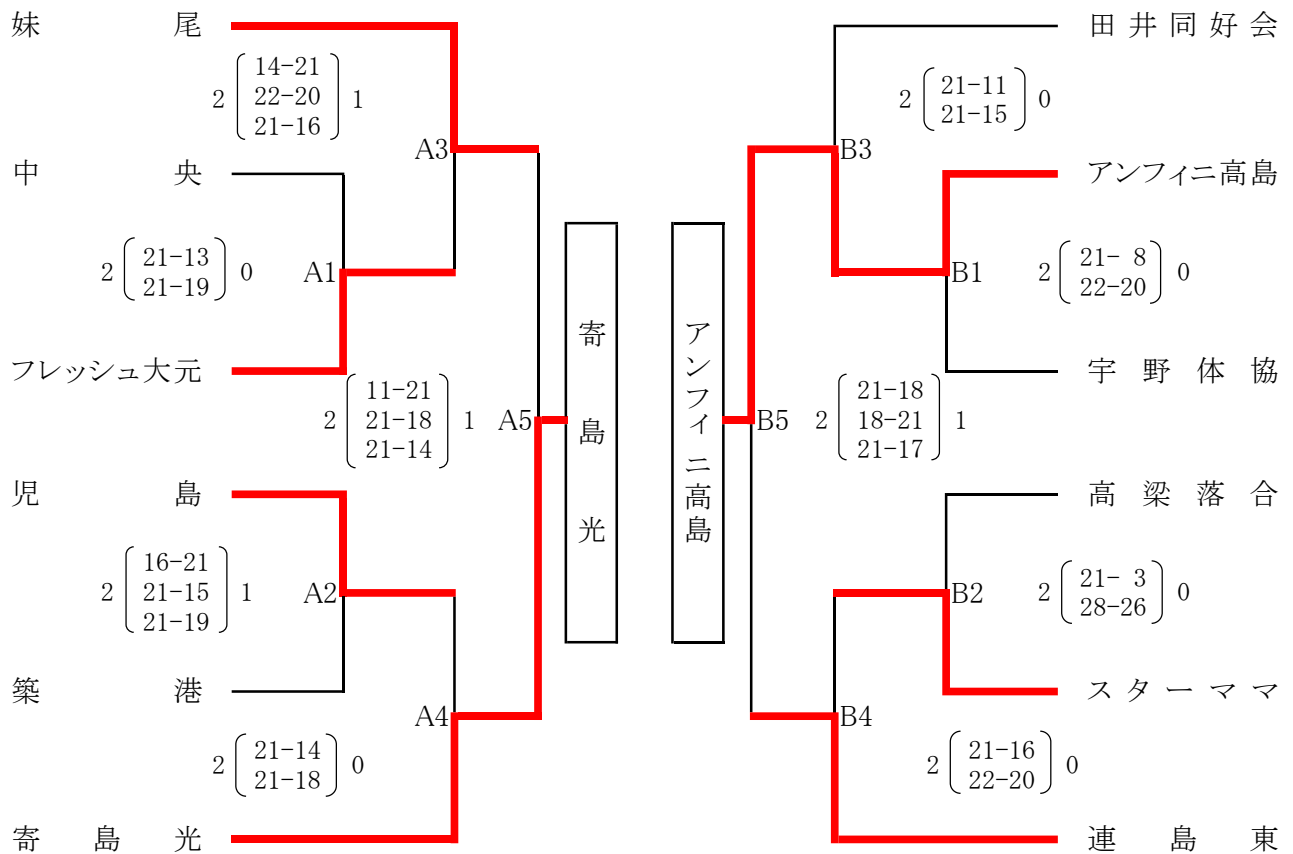 妹尾
2 14-21 1
22-20
21-16
A3
中央
2 21-13 0
21-19
A1
フレッシュ大元
2 11-21 1
21-18
21-14
A5
児島
2 16-21 1
21-15
21-19
A2
築港
A4
2 21-14 0
21-18
寄島光
寄島光
アンフィニ高島
田井同好会
2 21-11 0
21-15
B3
アンフィニ高島
B1
2 21- 8 0
22-20
宇野体協
B5
2 21-18 1
18-21
21-17
高梁落合
B2
2 21- 3 0
28-26
スターママ
B4
2 21-16 0
22-20
連島東